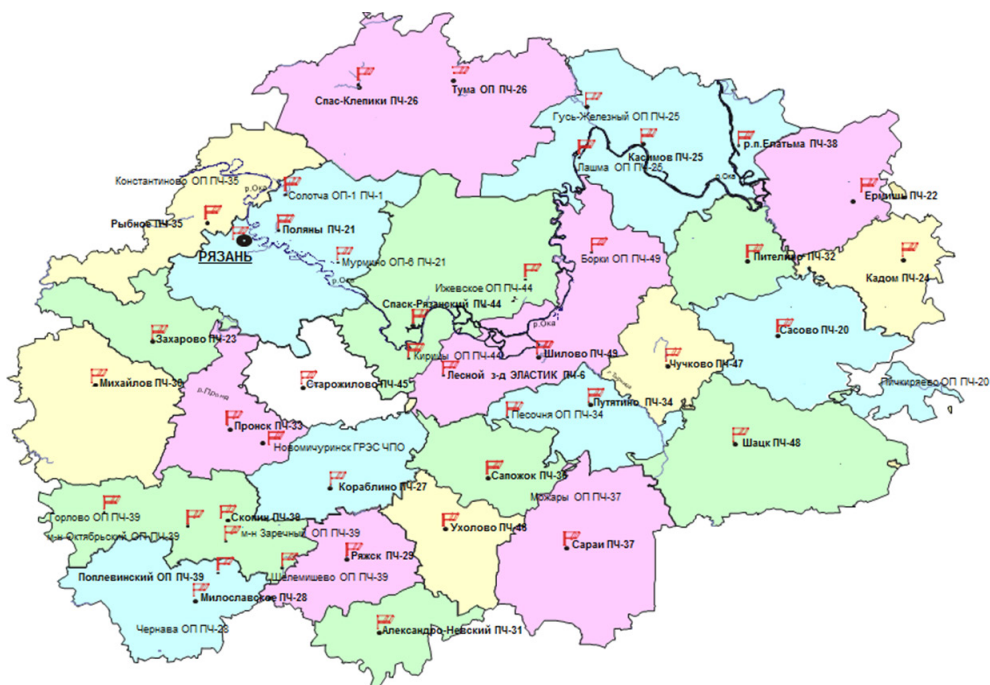 Спас-Клепики ПЧ-26
Тума ОП ПЧ-26
Гусь-Железный ОП ПЧ-25
Касимов ПЧ-25
Лашма ОП ПЧ-25
р.п.Елатьма ПЧ-38
р.Ока
Константиново ОП ПЧ-35
р.Ока
Солотча ОП-1 ПЧ-1
Ермишь ПЧ-22
Рыбное ПЧ-35
Поляны ПЧ-21
РЯЗАНЬ
Мурмино ОП-6 ПЧ-21
Борки ОП ПЧ-49
Пителино ПЧ-32
Кадом ПЧ-24
р.Ока
Ижевское ОП ПЧ-44
Спасск-Рязанский ПЧ-44
р.Ока
Захарово ПЧ-23
Сасово ПЧ-20
Кирицы ОП ПЧ-44
Шилово ПЧ-49
Чучково ПЧ-47
Лесной з-д ЭЛАСТИК ПЧ-6
Михайлов ПЧ-30
Старожилово ПЧ-45
Пичкиряево ОП ПЧ-20
р.Проня
Путятино ПЧ-34
Песочня ОП ПЧ-34
Пронск ПЧ-33
Новомичуринск ГРЭС ЧПО
Шацк ПЧ-48
Сапожок ПЧ-36
Кораблино ПЧ-27
Можары ОП ПЧ-37
Горлово ОП ПЧ-39
Скопин ПЧ-39
м-н Октябрьский ОП ПЧ-39
м-н Заречный ОП ПЧ-39
Ухолово ПЧ-46
Сараи ПЧ-37
Ряжск ПЧ-29
Поплевинский ОП ПЧ-39
Шелемишево ОП ПЧ-39
Милославское ПЧ-28
Чернава ОП ПЧ-28
Александро-Невский ПЧ-31